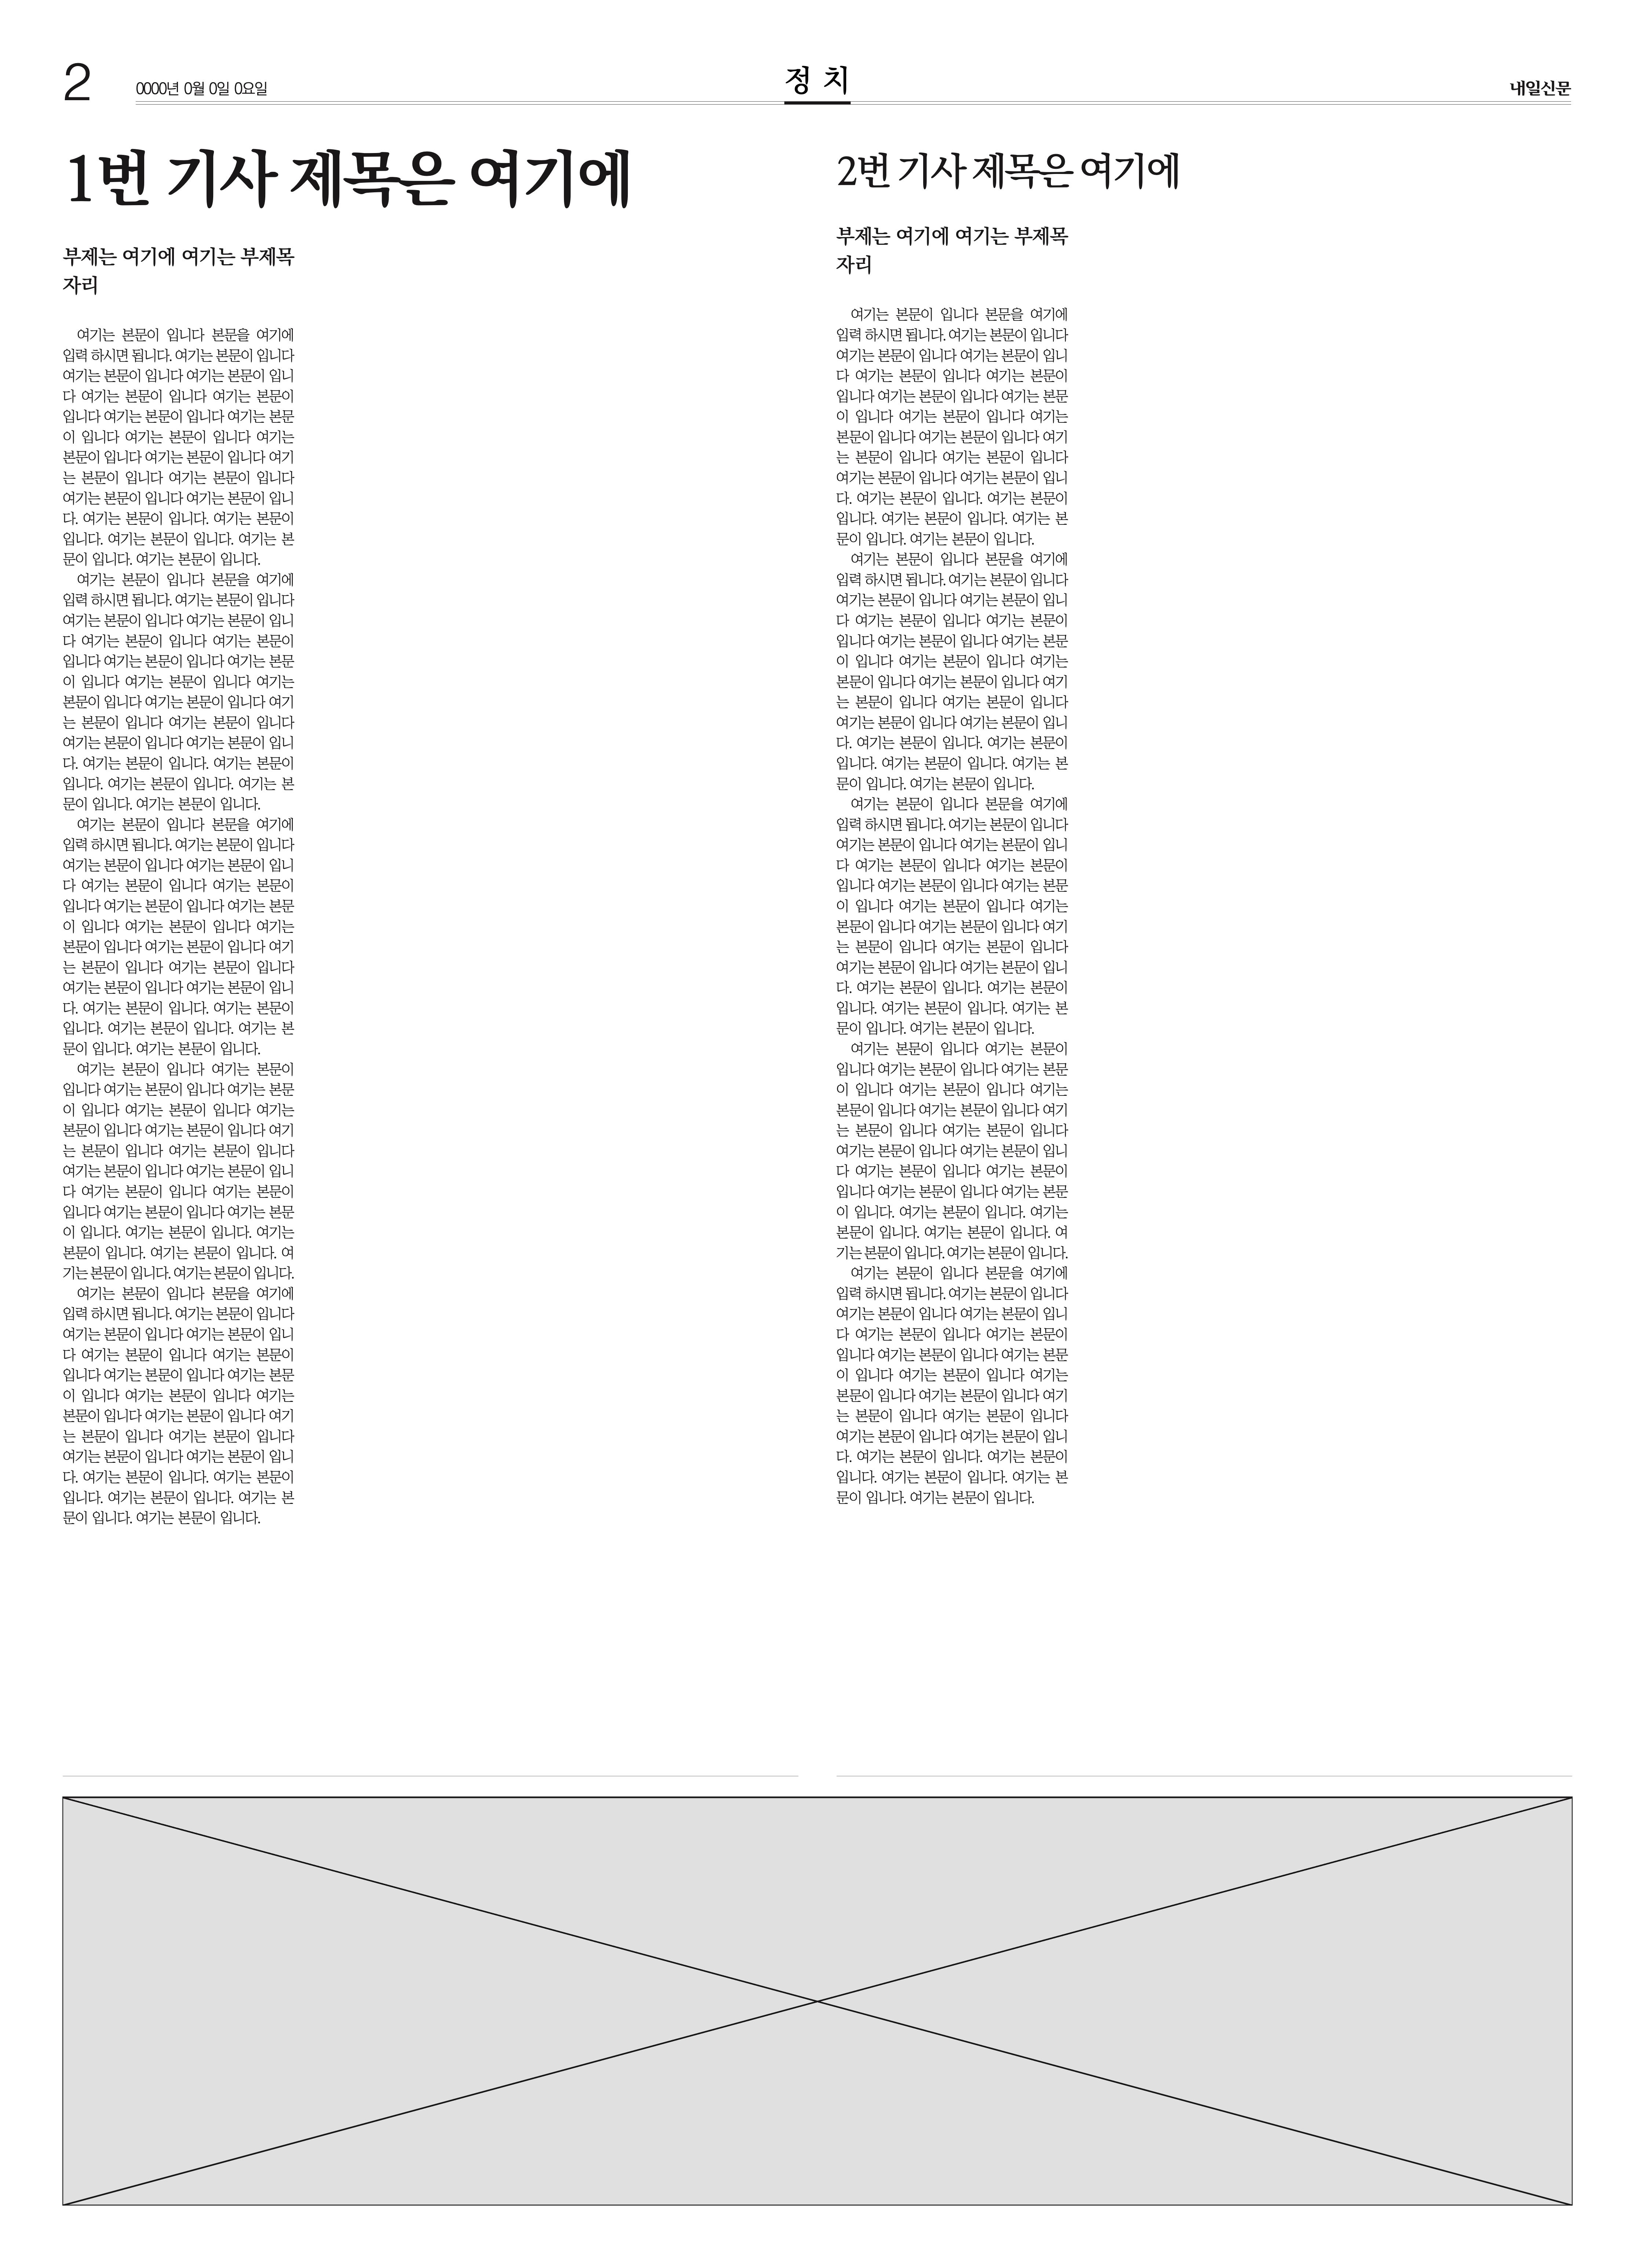 2
0000년 0월 0일 0요일
정 치
내일신문
1번 기사 제목은 여기에
부제는 여기에 여기는 부제목
자리
여기는 본문이 입니다 본문을 여기에
입력 하시면 됩니다. 여기는 본문이 입니다
여기는 본문이 입니다 여기는 본문이 입니
다 여기는 본문이 입니다 여기는 본문이
입니다 여기는 본문이 입니다 여기는 본문
이 입니다 여기는 본문이 입니다 여기는
본문이 입니다 여기는 본문이 입니다 여기
는 본문이 입니다 여기는 본문이 입니다
여기는 본문이 입니다 여기는 본문이 입니
다. 여기는 본문이 입니다. 여기는 본문이
입니다. 여기는 본문이 입니다. 여기는 본
문이 입니다. 여기는 본문이 입니다.
여기는 본문이 입니다 본문을 여기에
입력 하시면 됩니다. 여기는 본문이 입니다
여기는 본문이 입니다 여기는 본문이 입니
다 여기는 본문이 입니다 여기는 본문이
입니다 여기는 본문이 입니다 여기는 본문
이 입니다 여기는 본문이 입니다 여기는
본문이 입니다 여기는 본문이 입니다 여기
는 본문이 입니다 여기는 본문이 입니다
여기는 본문이 입니다 여기는 본문이 입니
다. 여기는 본문이 입니다. 여기는 본문이
입니다. 여기는 본문이 입니다. 여기는 본
문이 입니다. 여기는 본문이 입니다.
여기는 본문이 입니다 본문을 여기에
입력 하시면 됩니다. 여기는 본문이 입니다
여기는 본문이 입니다 여기는 본문이 입니
다 여기는 본문이 입니다 여기는 본문이
입니다 여기는 본문이 입니다 여기는 본문
이 입니다 여기는 본문이 입니다 여기는
본문이 입니다 여기는 본문이 입니다 여기
는 본문이 입니다 여기는 본문이 입니다
여기는 본문이 입니다 여기는 본문이 입니
다. 여기는 본문이 입니다. 여기는 본문이
입니다. 여기는 본문이 입니다. 여기는 본
문이 입니다. 여기는 본문이 입니다.
여기는 본문이 입니다 여기는 본문이
입니다 여기는 본문이 입니다 여기는 본문
이 입니다 여기는 본문이 입니다 여기는
본문이 입니다 여기는 본문이 입니다 여기
는 본문이 입니다 여기는 본문이 입니다
여기는 본문이 입니다 여기는 본문이 입니
다 여기는 본문이 입니다 여기는 본문이
입니다 여기는 본문이 입니다 여기는 본문
이 입니다. 여기는 본문이 입니다. 여기는
본문이 입니다. 여기는 본문이 입니다. 여
기는 본문이 입니다. 여기는 본문이 입니다.
여기는 본문이 입니다 본문을 여기에
입력 하시면 됩니다. 여기는 본문이 입니다
여기는 본문이 입니다 여기는 본문이 입니
다 여기는 본문이 입니다 여기는 본문이
입니다 여기는 본문이 입니다 여기는 본문
이 입니다 여기는 본문이 입니다 여기는
본문이 입니다 여기는 본문이 입니다 여기
는 본문이 입니다 여기는 본문이 입니다
여기는 본문이 입니다 여기는 본문이 입니
다. 여기는 본문이 입니다. 여기는 본문이
입니다. 여기는 본문이 입니다. 여기는 본
문이 입니다. 여기는 본문이 입니다.
2번 기사 제목은 여기에
부제는 여기에 여기는 부제목
자리
여기는 본문이 입니다 본문을 여기에
입력 하시면 됩니다. 여기는 본문이 입니다
여기는 본문이 입니다 여기는 본문이 입니
다 여기는 본문이 입니다 여기는 본문이
입니다 여기는 본문이 입니다 여기는 본문
이 입니다 여기는 본문이 입니다 여기는
본문이 입니다 여기는 본문이 입니다 여기
는 본문이 입니다 여기는 본문이 입니다
여기는 본문이 입니다 여기는 본문이 입니
다. 여기는 본문이 입니다. 여기는 본문이
입니다. 여기는 본문이 입니다. 여기는 본
문이 입니다. 여기는 본문이 입니다.
여기는 본문이 입니다 본문을 여기에
입력 하시면 됩니다. 여기는 본문이 입니다
여기는 본문이 입니다 여기는 본문이 입니
다 여기는 본문이 입니다 여기는 본문이
입니다 여기는 본문이 입니다 여기는 본문
이 입니다 여기는 본문이 입니다 여기는
본문이 입니다 여기는 본문이 입니다 여기
는 본문이 입니다 여기는 본문이 입니다
여기는 본문이 입니다 여기는 본문이 입니
다. 여기는 본문이 입니다. 여기는 본문이
입니다. 여기는 본문이 입니다. 여기는 본
문이 입니다. 여기는 본문이 입니다.
여기는 본문이 입니다 본문을 여기에
입력 하시면 됩니다. 여기는 본문이 입니다
여기는 본문이 입니다 여기는 본문이 입니
다 여기는 본문이 입니다 여기는 본문이
입니다 여기는 본문이 입니다 여기는 본문
이 입니다 여기는 본문이 입니다 여기는
본문이 입니다 여기는 본문이 입니다 여기
는 본문이 입니다 여기는 본문이 입니다
여기는 본문이 입니다 여기는 본문이 입니
다. 여기는 본문이 입니다. 여기는 본문이
입니다. 여기는 본문이 입니다. 여기는 본
문이 입니다. 여기는 본문이 입니다.
여기는 본문이 입니다 여기는 본문이
입니다 여기는 본문이 입니다 여기는 본문
이 입니다 여기는 본문이 입니다 여기는
본문이 입니다 여기는 본문이 입니다 여기
는 본문이 입니다 여기는 본문이 입니다
여기는 본문이 입니다 여기는 본문이 입니
다 여기는 본문이 입니다 여기는 본문이
입니다 여기는 본문이 입니다 여기는 본문
이 입니다. 여기는 본문이 입니다. 여기는
본문이 입니다. 여기는 본문이 입니다. 여
기는 본문이 입니다. 여기는 본문이 입니다.
여기는 본문이 입니다 본문을 여기에
입력 하시면 됩니다. 여기는 본문이 입니다
여기는 본문이 입니다 여기는 본문이 입니
다 여기는 본문이 입니다 여기는 본문이
입니다 여기는 본문이 입니다 여기는 본문
이 입니다 여기는 본문이 입니다 여기는
본문이 입니다 여기는 본문이 입니다 여기
는 본문이 입니다 여기는 본문이 입니다
여기는 본문이 입니다 여기는 본문이 입니
다. 여기는 본문이 입니다. 여기는 본문이
입니다. 여기는 본문이 입니다. 여기는 본
문이 입니다. 여기는 본문이 입니다.